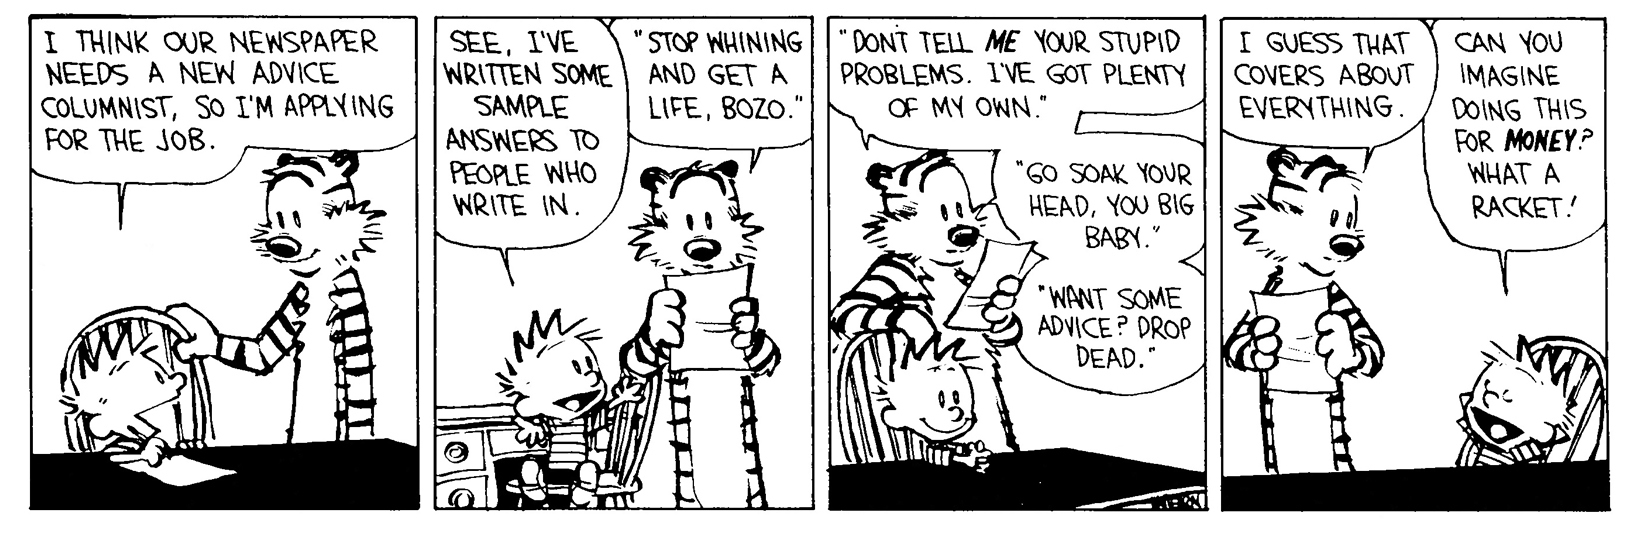 I THINK OUR NEWSPAPER
NEEDS A NEW ADVICE
COLUMNIST, SO I'M APPLYING
FOR THE JOB.
SEE, I'VE
WRITTEN SOME
SAMPLE
ANSWERS TO
PEOPLE WHO
WRITE IN.
"STOP WHINING
AND GET A
LIFE, BOZO."
"DON'T TELL ME YOUR STUPID
PROBLEMS. I'VE GOT PLENTY
OF MY OWN."
"GO SOAK YOUR
HEAD, YOU BIG
BABY."
"WANT SOME
ADVICE? DROP
DEAD."
I GUESS THAT
COVERS ABOUT
EVERYTHING.
CAN YOU
IMAGINE
DOING THIS
FOR MONEY?
WHAT A
RACKET!